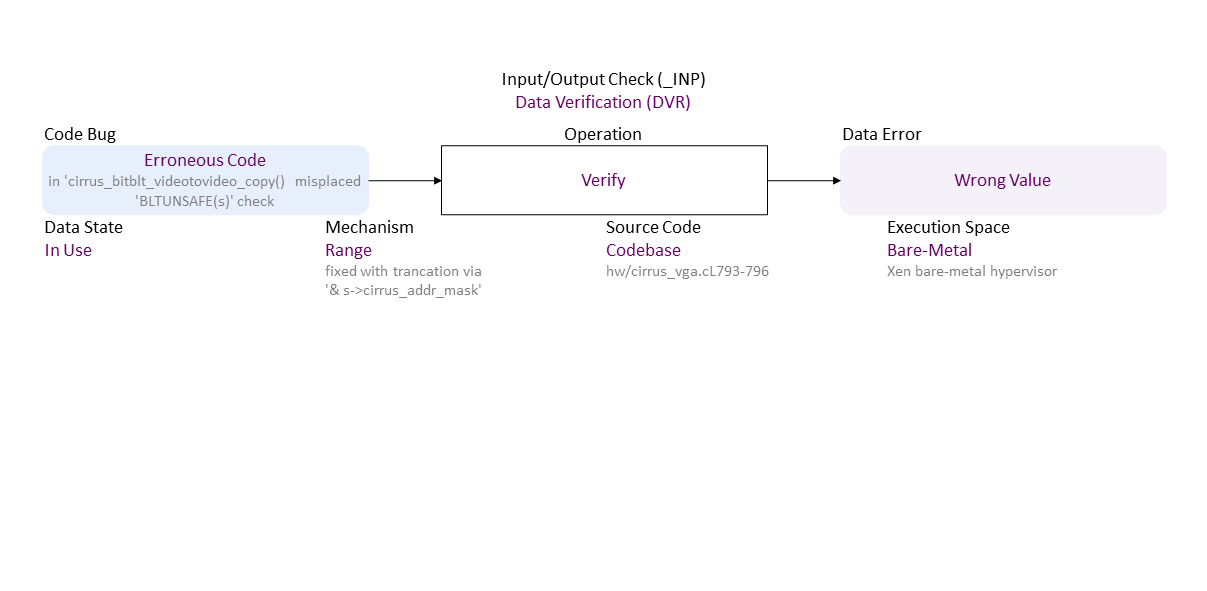 Input/Output Check (_INP)
Data Verification (DVR)
Code Bug
Operation
Data Error
Erroneous Code
in 'cirrus_bitblt_videotovideo_copy() misplaced
'BLTUNSAFE(s)' check
Verify
Wrong Value
Data State
In Use
Mechanism
Range
fixed with trancation via
'& s->cirrus_addr_mask'
Source Code
Codebase
hw/cirrus_vga.cL793-796
Execution Space
Bare-Metal
Xen bare-metal hypervisor